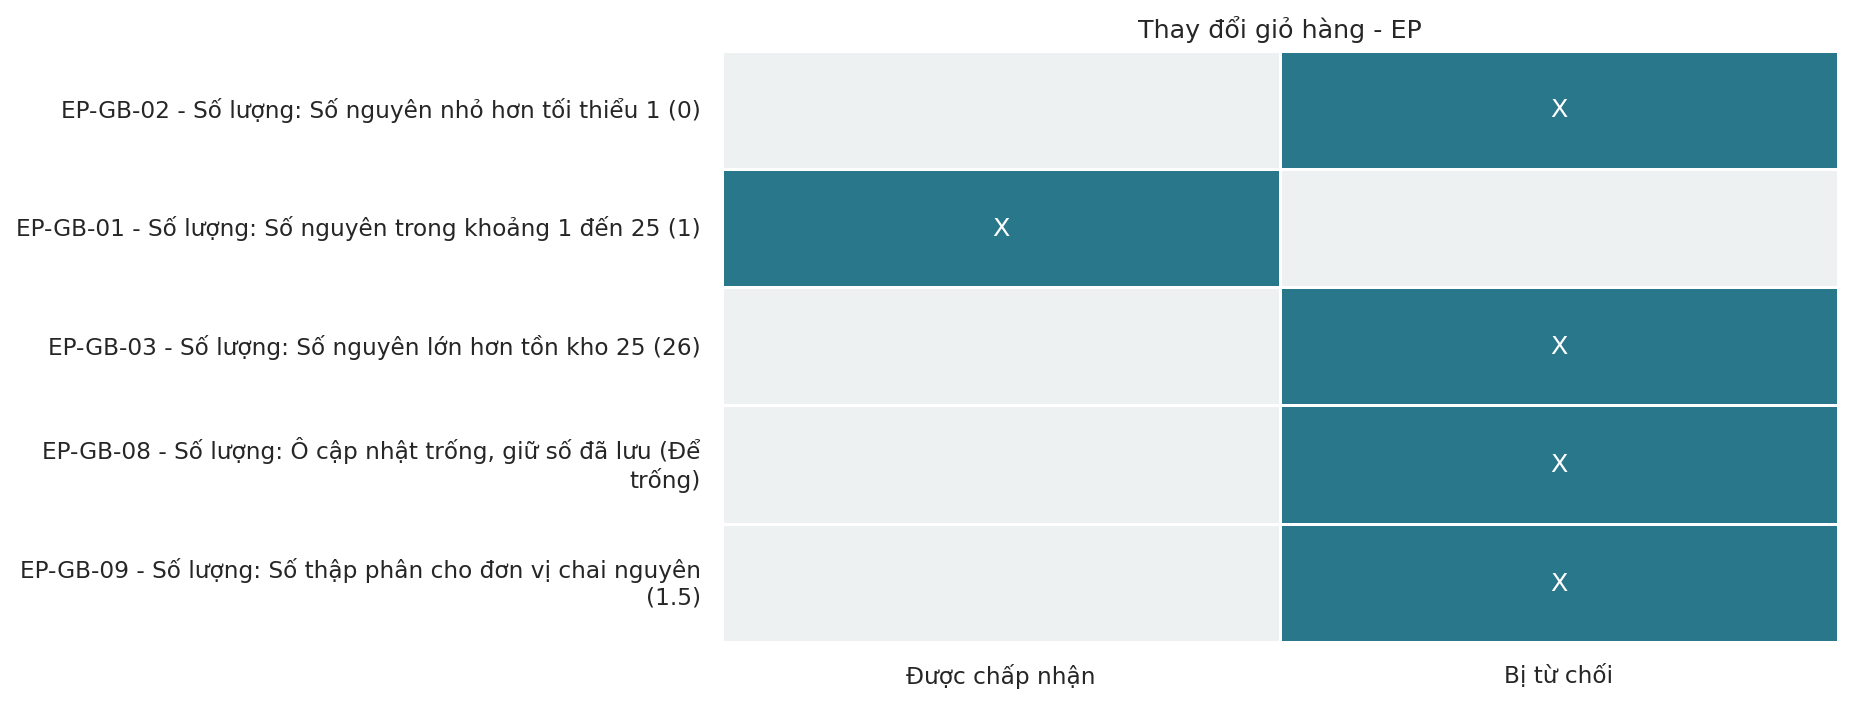 Thay đổi giỏ hàng - EP
EP-GB-02 - Số lượng: Số nguyên nhỏ hơn tối thiểu 1 (0)
X
EP-GB-01 - Số lượng: Số nguyên trong khoảng 1 đến 25 (1)
X
EP-GB-03 - Số lượng: Số nguyên lớn hơn tồn kho 25 (26)
X
EP-GB-08 - Số lượng: Ô cập nhật trống, giữ số đã lưu (Để
trống)
X
EP-GB-09 - Số lượng: Số thập phân cho đơn vị chai nguyên
(1.5)
X
Được chấp nhận
Bị từ chối